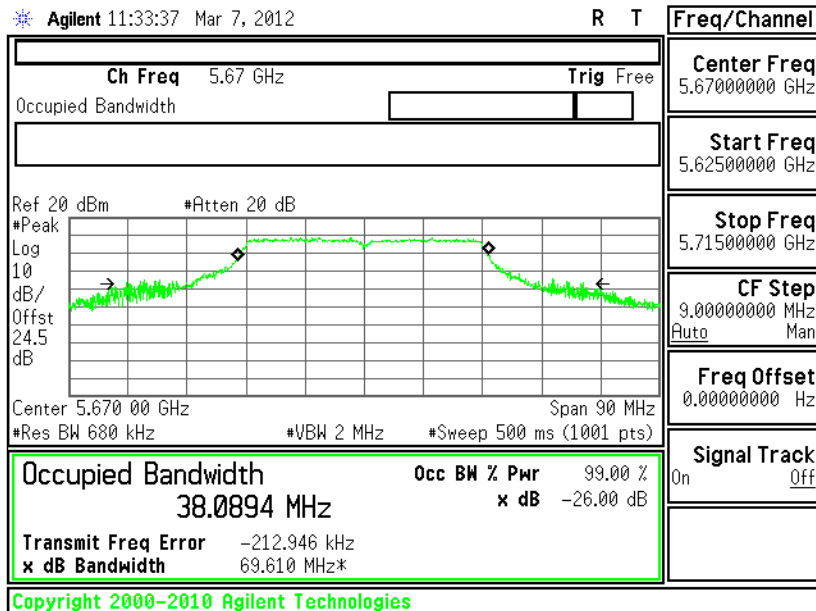 Agilent 11:33:37 Mar 7, 2012 R T
Freq/Channel
Ch Freq 5.67 GHz Trig Free
Occupied Bandwidth
Center Freq
5.67000000 GHz
Start Freq
5.62500000 GHz
Stop Freq
5.71500000 GHz
CF Step
9.00000000 MHz
Auto Man
Freq Offset
0.00000000 Hz
Signal Track
On Off
Ref 20 dBm #Atten 20 dB
#Peak
Log
10
dB/
Offst
24.5
dB
Center 5.670 00 GHz Span 90 MHz
#Res BW 680 kHz #VBW 2 MHz #Sweep 500 ms (1001 pts)
Occupied Bandwidth Occ BW % Pwr 99.00 %
38.0894 MHz x dB -26.00 dB
Transmit Freq Error -212.946 kHz
x dB Bandwidth 69.610 MHz*
Copyright 2000-2010 Agilent Technologies